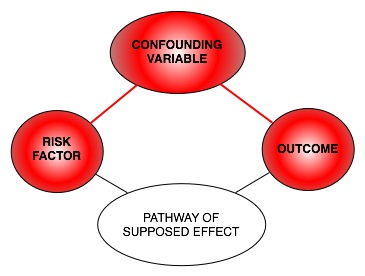 CONFOUNDING
VARIABLE
RISK
FACTOR
OUTCOME
PATHWAY OF
SUPPOSED EFFECT